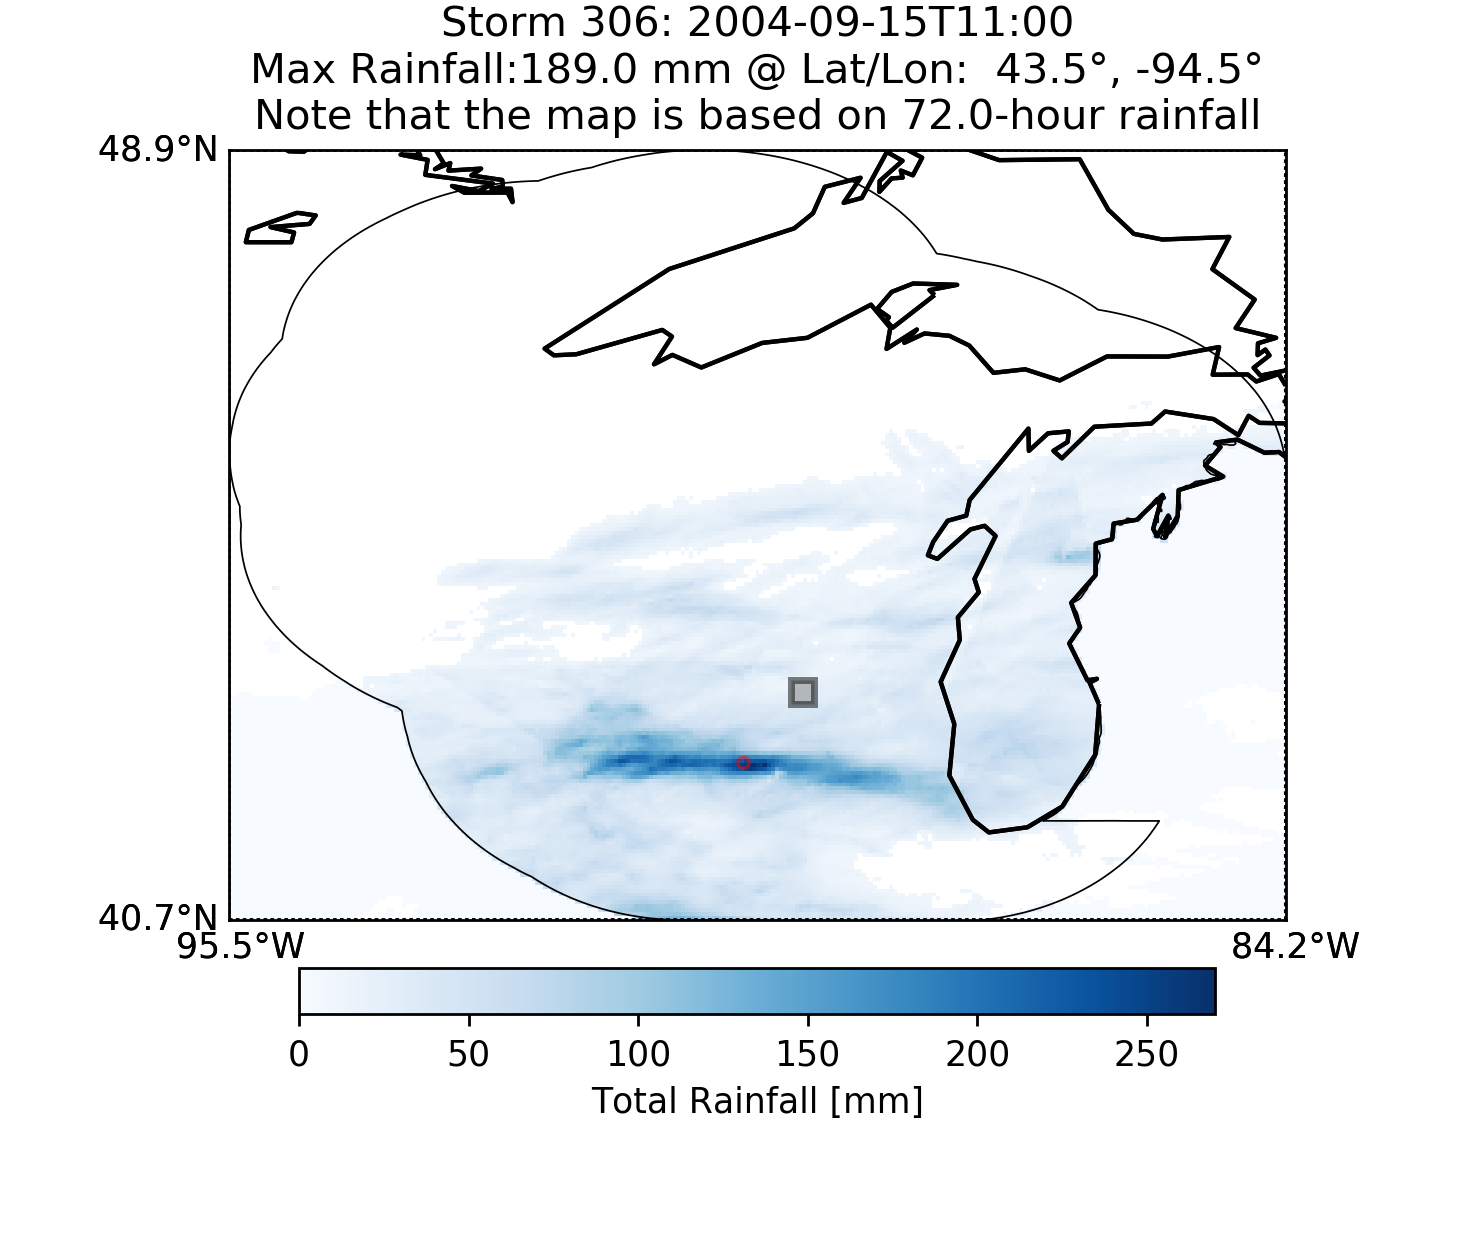 Storm 306: 2004-09-15T11:00
Max Rainfall:189.0 mm @ Lat/Lon:  43.5°, -94.5°
Note that the map is based on 72.0-hour rainfall
48.9°N
40.7°N
95.5°W 84.2°W
0 50 100 150 200 250
Total Rainfall [mm]